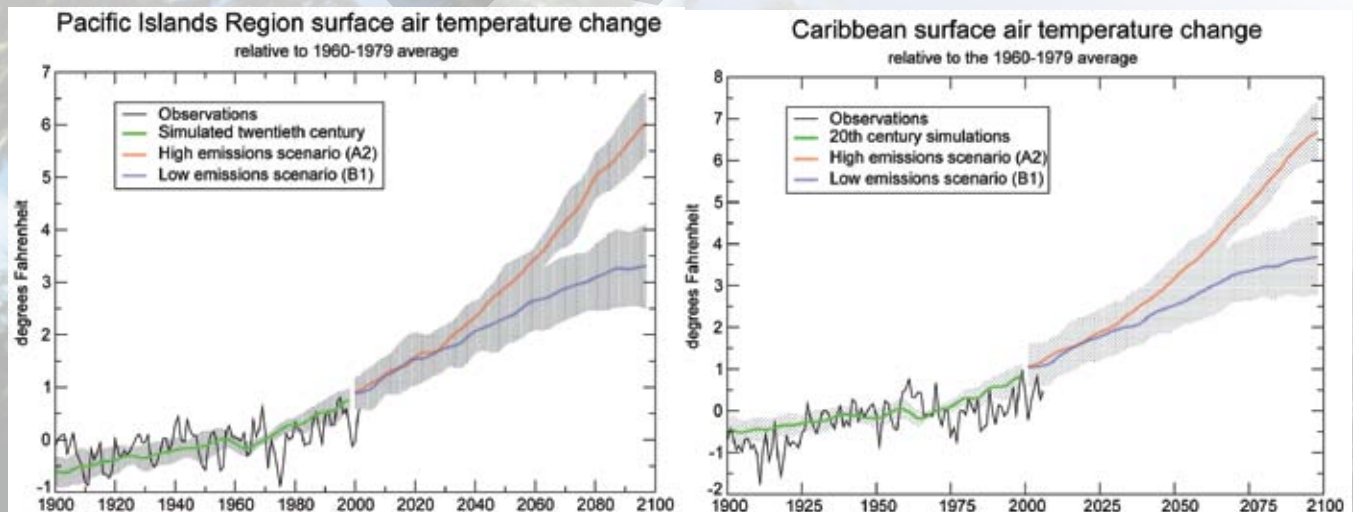 Pacific Islands Region surface air temperature change
relative to 1960-1979 average
degrees Fahrenheit
7
6
5
4
3
2
1
0
-1
Observations
Simulated twentieth century
High emissions scenario (A2)
Low emissions scenario (B1)
1900 1920 1940 1960 1980 2000 2020 2040 2060 2080 2100
Caribbean surface air temperature change
relative to the 1960-1979 average
degrees Fahrenheit
8
7
6
5
4
3
2
1
0
-1
-2
Observations
20th century simulations
High emissions scenario (A2)
Low emissions scenario (B1)
1900 1925 1950 1975 2000 2025 2050 2075 2100